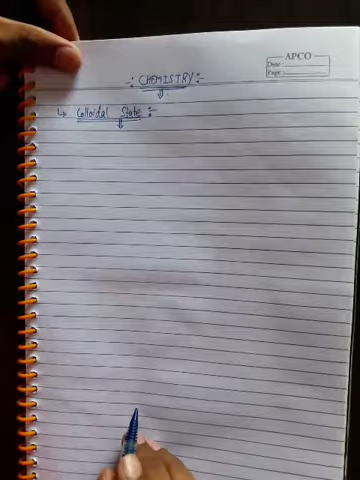 APCO
Date :
Page :
-: CHEMISTRY :-
⇓
↳ Colloidal State :-
⇓